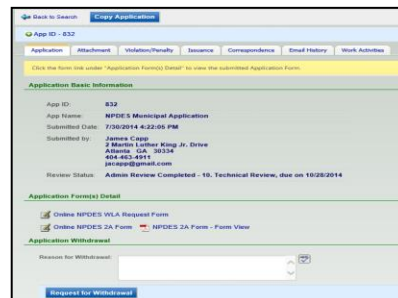 Back to Search Copy Application
App ID - 832
Application Attachment Violation/Penalty Issuance Correspondence Email History Work Activities
Click the form link under "Application Form(s) Detail" to view the submitted Application Form.
Application Basic Information
App ID: 832
App Name: NPDES Municipal Application
Submitted Date: 7/30/2014 4:22:05 PM
Submitted by: James Capp
2 Martin Luther King Jr. Drive
Atlanta GA 30334
404-463-4911
jacapp@gmail.com
Review Status: Admin Review Completed - 10. Technical Review, due on 10/28/2014
Application Form(s) Detail
Online NPDES WLA Request Form
Online NPDES 2A Form NPDES 2A Form - Form View
Application Withdrawal
Reason for Withdrawal:
Request for Withdrawal